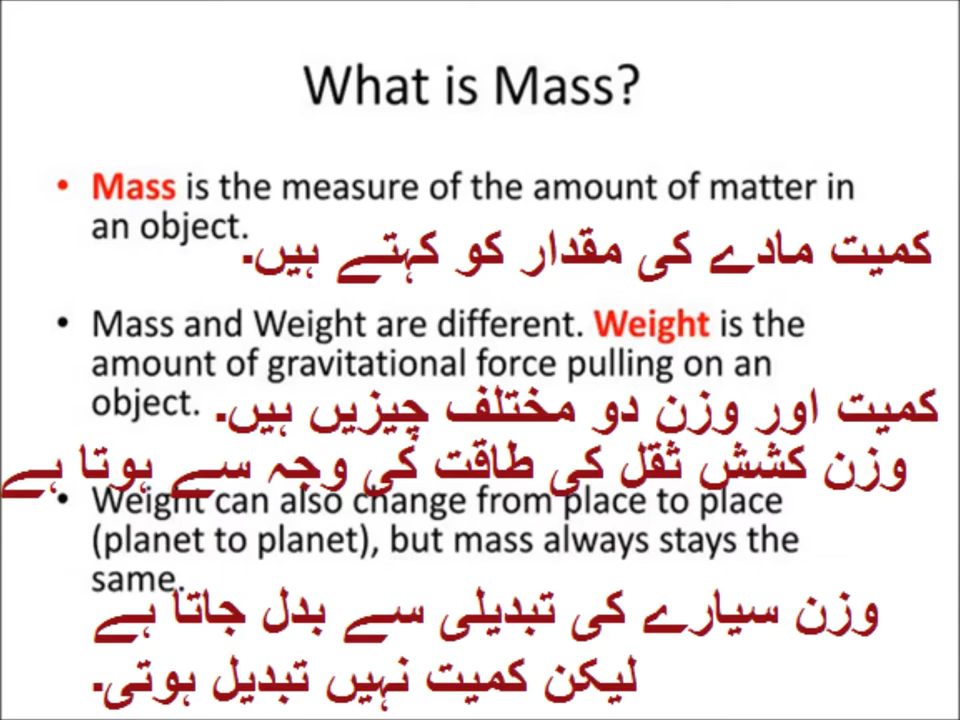 What is Mass?
• Mass is the measure of the amount of matter in
an object.
کمیت مادے کی مقدار کو کہتے ہیں۔
• Mass and Weight are different. Weight is the
amount of gravitational force pulling on an
object.
کمیت اور وزن دو مختلف چیزیں ہیں۔
وزن کشش ثقل کی طاقت کی وجہ سے ہوتا ہے
• Weight can also change from place to place
(planet to planet), but mass always stays the
same.
وزن سیارے کی تبدیلی سے بدل جاتا ہے
لیکن کمیت نہیں تبدیل ہوتی۔